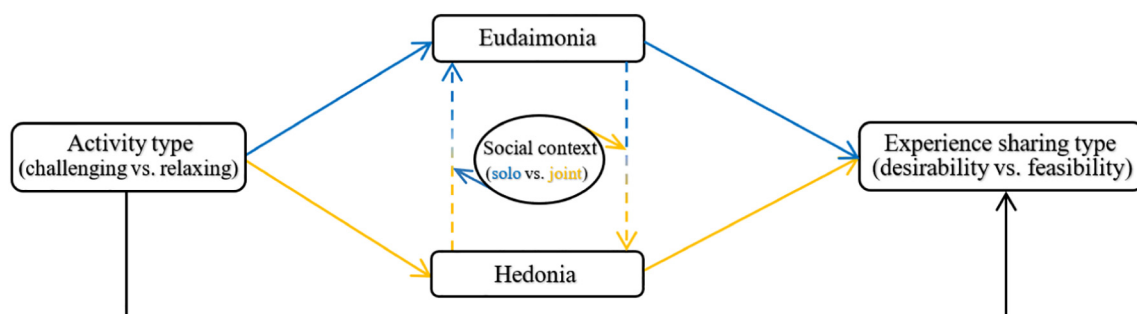 Eudaimonia
Activity type
(challenging vs. relaxing)
Social context
(solo vs. joint)
Experience sharing type
(desirability vs. feasibility)
Hedonia